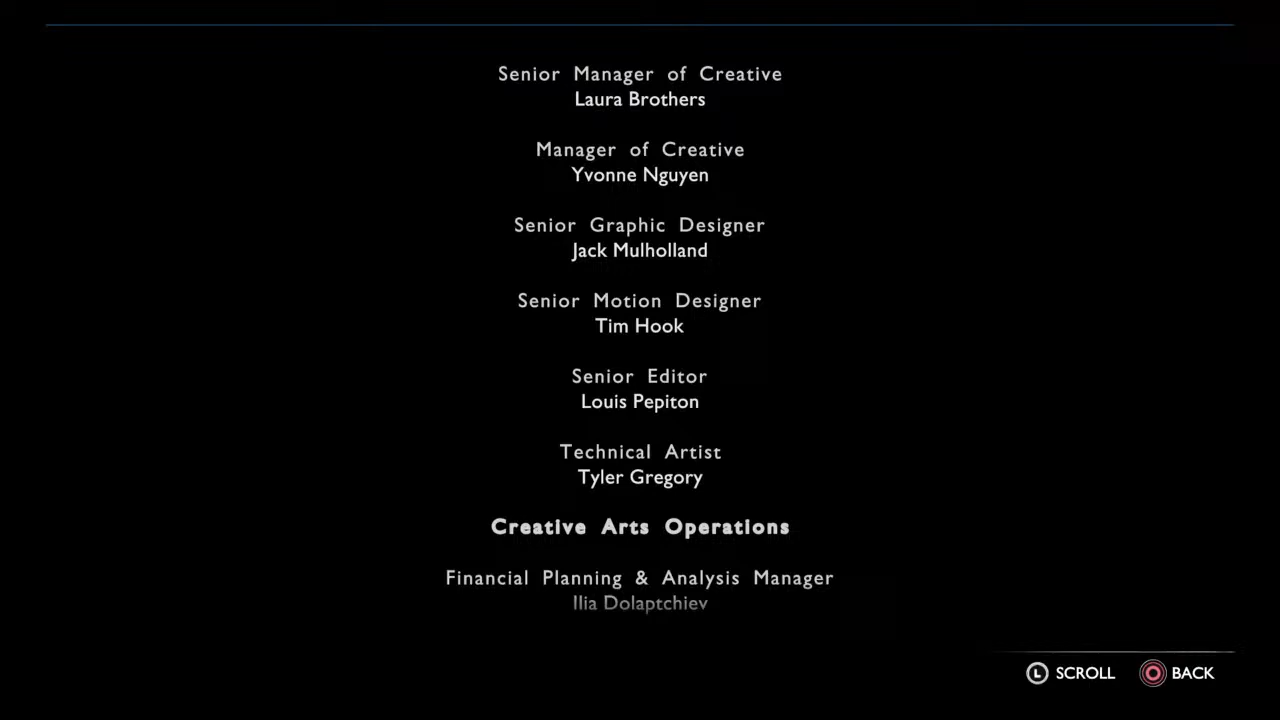 Senior Manager of Creative
Laura Brothers
Manager of Creative
Yvonne Nguyen
Senior Graphic Designer
Jack Mulholland
Senior Motion Designer
Tim Hook
Senior Editor
Louis Pepiton
Technical Artist
Tyler Gregory
Creative Arts Operations
Financial Planning & Analysis Manager
Ilia Dolaptchiev
L SCROLL BACK